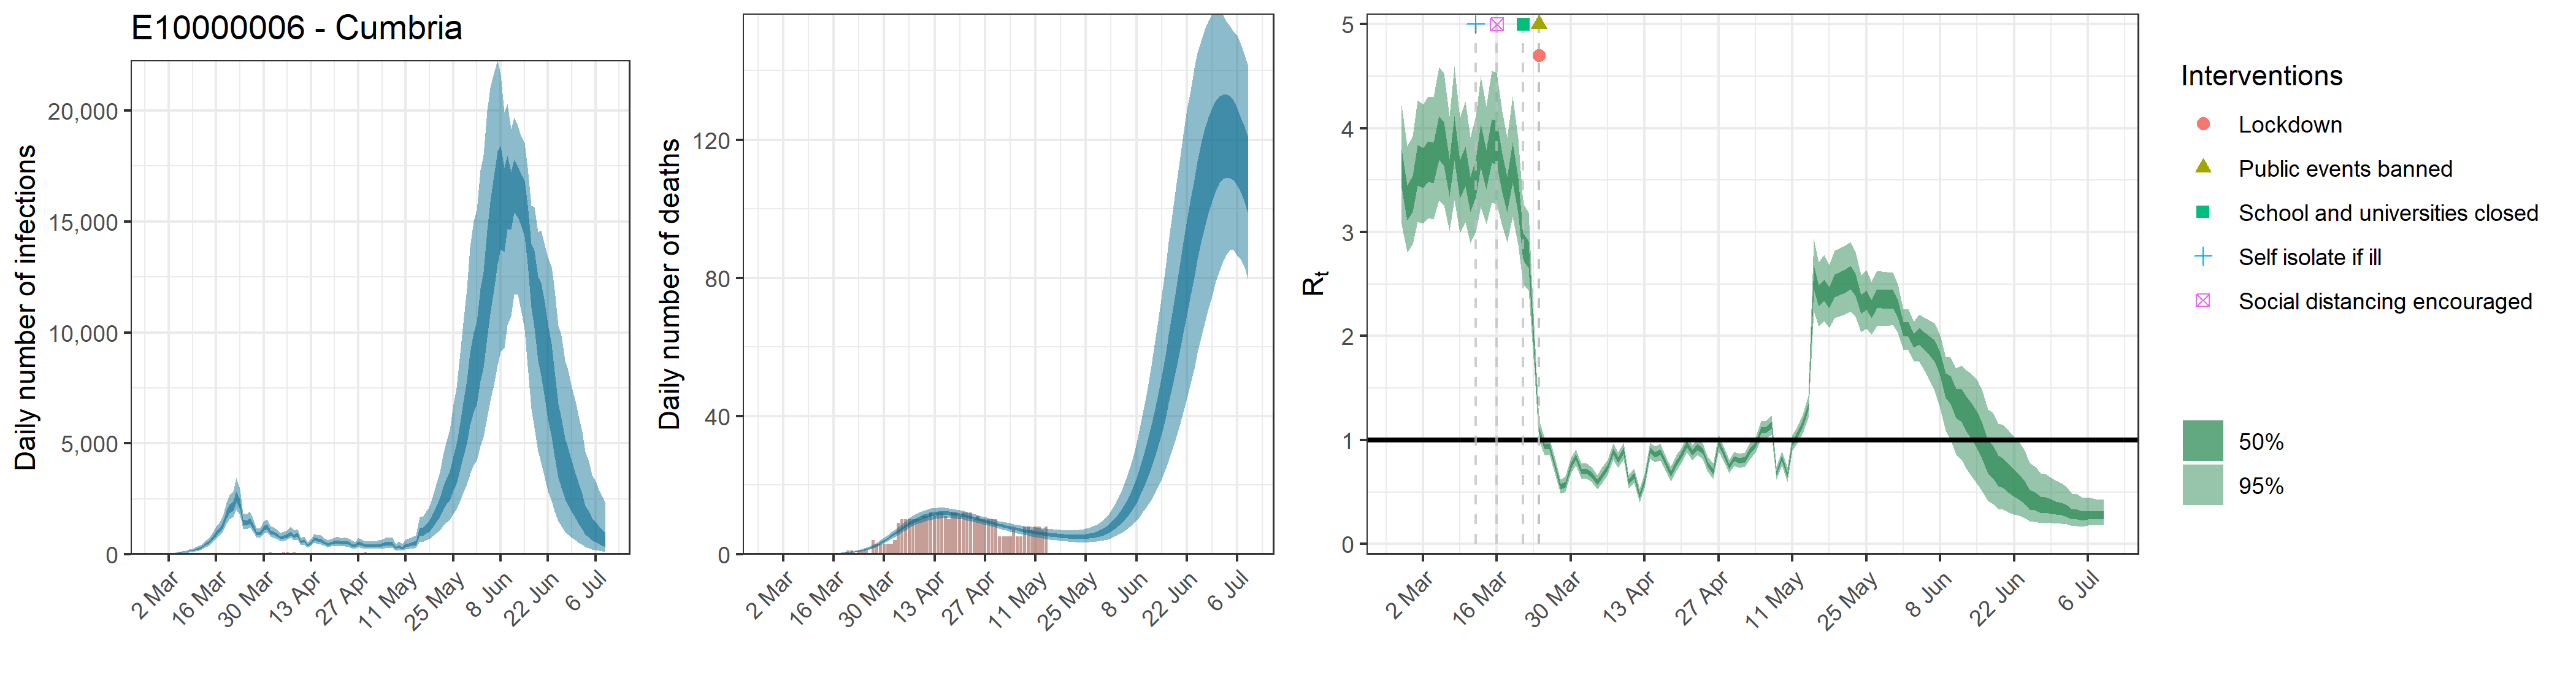 E10000006 - Cumbria
Daily number of infections
20,000
15,000
10,000
5,000
0
2 Mar
16 Mar
30 Mar
13 Apr
27 Apr
11 May
25 May
8 Jun
22 Jun
6 Jul
Daily number of deaths
120
80
40
0
2 Mar
16 Mar
30 Mar
13 Apr
27 Apr
11 May
25 May
8 Jun
22 Jun
6 Jul
Rt
5
4
3
2
1
0
2 Mar
16 Mar
30 Mar
13 Apr
27 Apr
11 May
25 May
8 Jun
22 Jun
6 Jul
Interventions
Lockdown
Public events banned
School and universities closed
Self isolate if ill
Social distancing encouraged
50%
95%